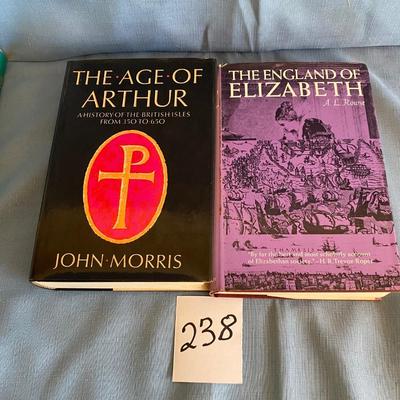 THE·AGE·OF
ARTHUR
A HISTORY OF THE BRITISH ISLES
FROM 350 TO 650
JOHN·MORRIS
THE ENGLAND OF
ELIZABETH
A. L. Rowse
THAMESIS
"By far the best and most scholarly account
of Elizabethan society."—H. R. Trevor Roper
238